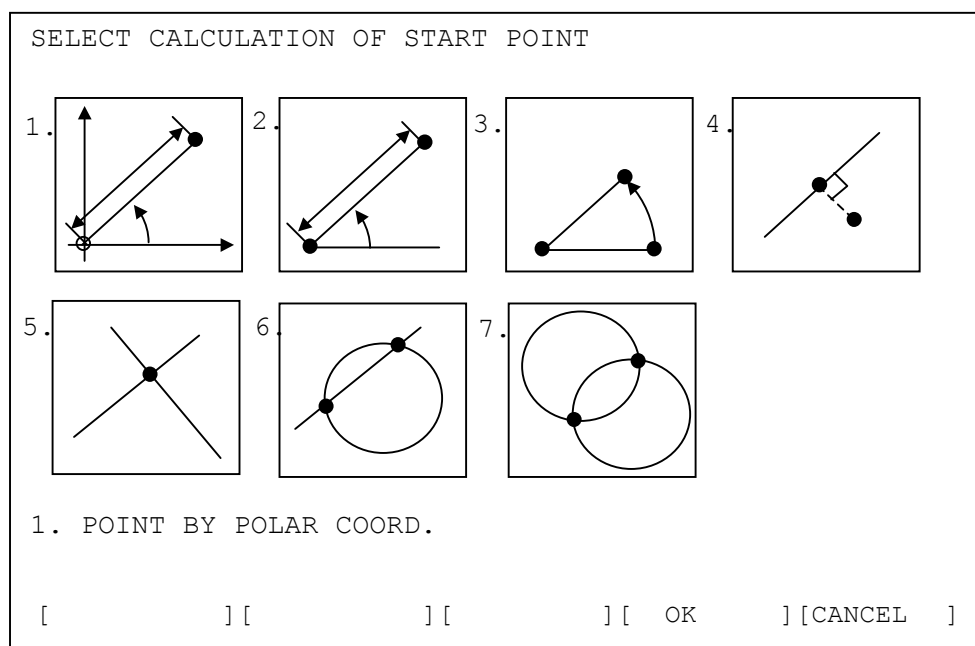 SELECT CALCULATION OF START POINT
1. 2. 3. 4.
5. 6. 7.
1. POINT BY POLAR COORD.
[ ][ ][ ][ OK ][CANCEL ]